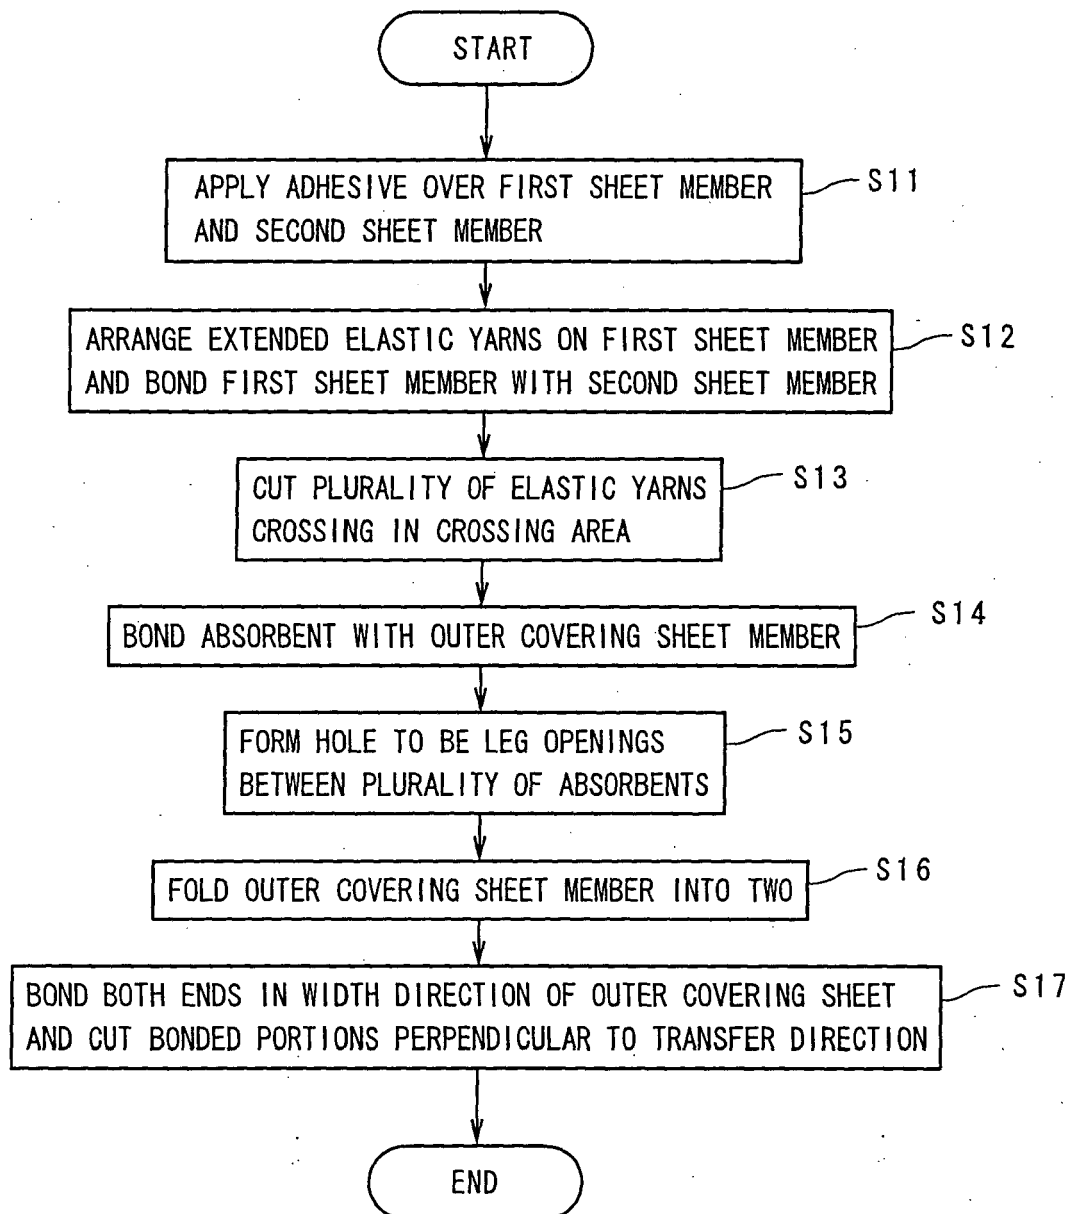 START
APPLY ADHESIVE OVER FIRST SHEET MEMBER
AND SECOND SHEET MEMBER
S11
ARRANGE EXTENDED ELASTIC YARNS ON FIRST SHEET MEMBER
AND BOND FIRST SHEET MEMBER WITH SECOND SHEET MEMBER
S12
CUT PLURALITY OF ELASTIC YARNS
CROSSING IN CROSSING AREA
S13
BOND ABSORBENT WITH OUTER COVERING SHEET MEMBER
S14
FORM HOLE TO BE LEG OPENINGS
BETWEEN PLURALITY OF ABSORBENTS
S15
FOLD OUTER COVERING SHEET MEMBER INTO TWO
S16
BOND BOTH ENDS IN WIDTH DIRECTION OF OUTER COVERING SHEET
AND CUT BONDED PORTIONS PERPENDICULAR TO TRANSFER DIRECTION
S17
END